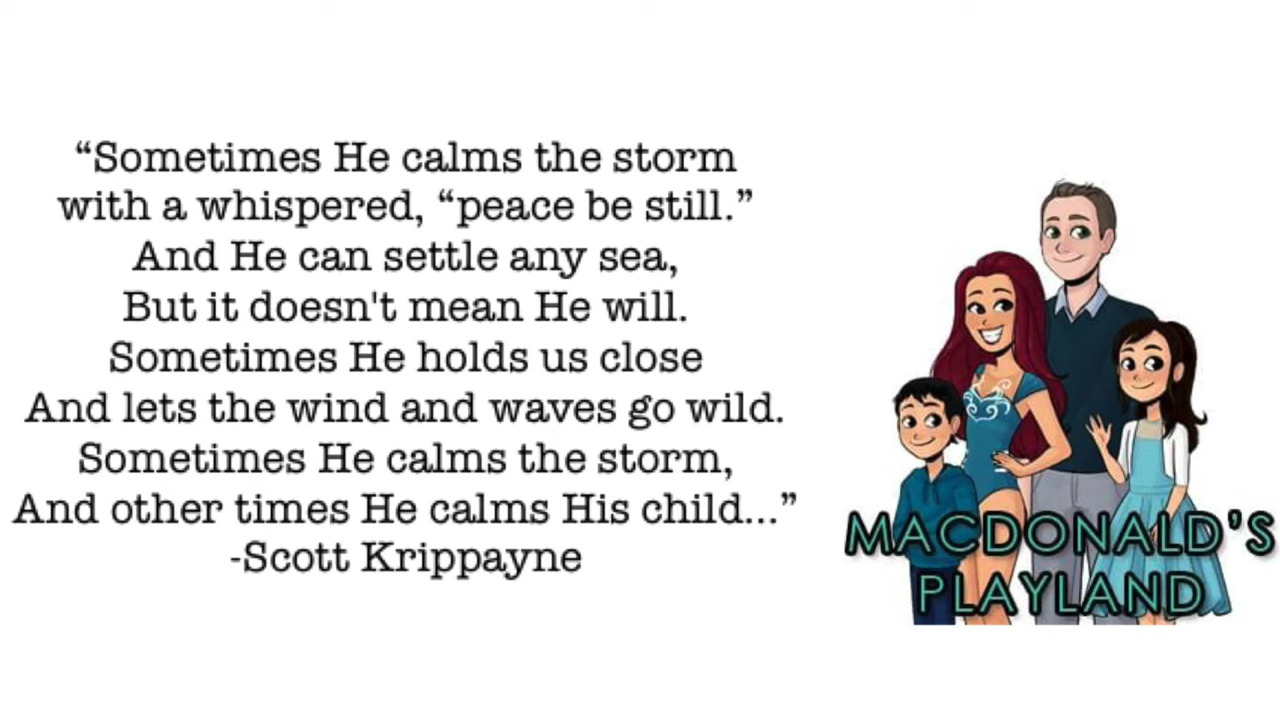 “Sometimes He calms the storm
with a whispered, “peace be still.”
And He can settle any sea,
But it doesn't mean He will.
Sometimes He holds us close
And lets the wind and waves go wild.
Sometimes He calms the storm,
And other times He calms His child...”
-Scott Krippayne
MACDONALD’S
PLAYLAND